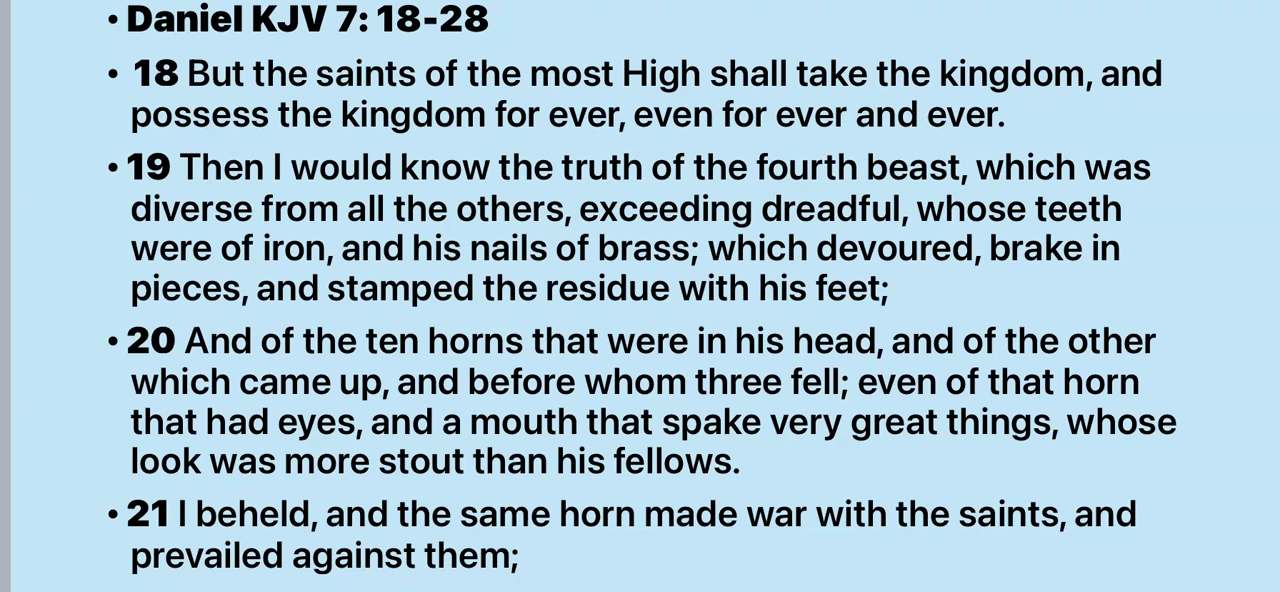 • Daniel KJV 7: 18-28
• 18 But the saints of the most High shall take the kingdom, and
possess the kingdom for ever, even for ever and ever.
• 19 Then I would know the truth of the fourth beast, which was
diverse from all the others, exceeding dreadful, whose teeth
were of iron, and his nails of brass; which devoured, brake in
pieces, and stamped the residue with his feet;
• 20 And of the ten horns that were in his head, and of the other
which came up, and before whom three fell; even of that horn
that had eyes, and a mouth that spake very great things, whose
look was more stout than his fellows.
• 21 I beheld, and the same horn made war with the saints, and
prevailed against them;